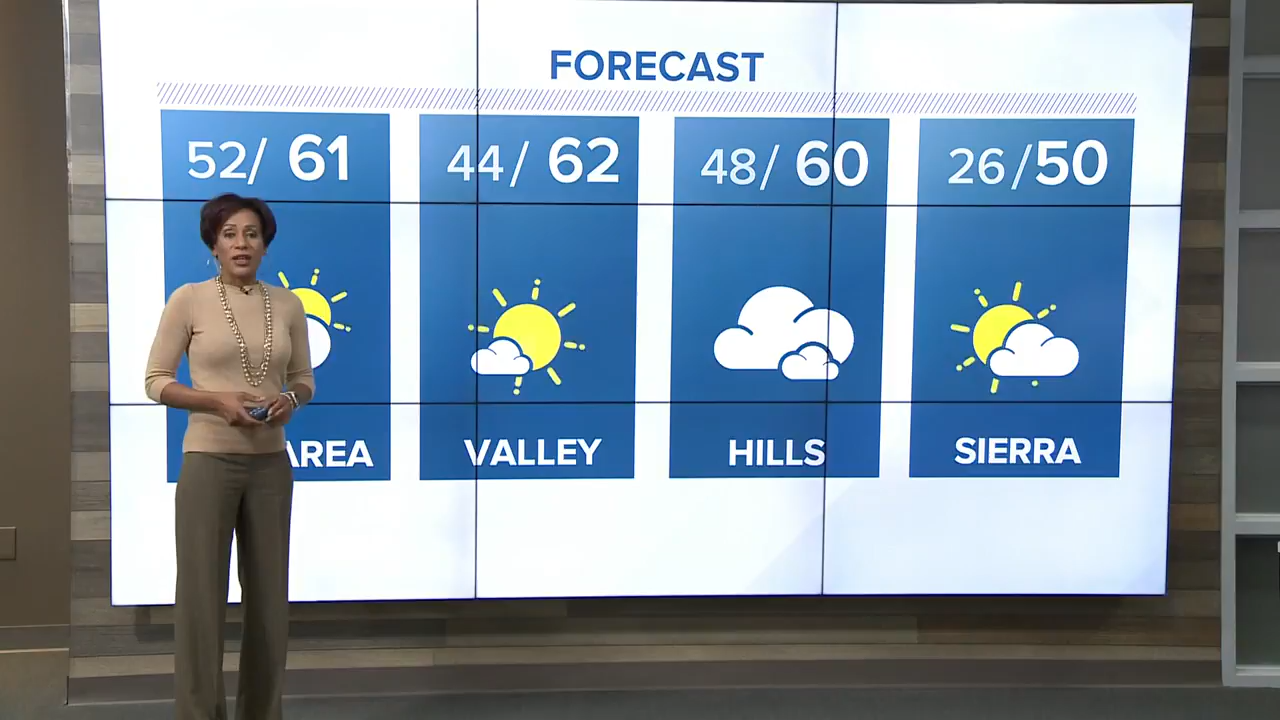 FORECAST
52/ 61
44/ 62
48/ 60
26/50
AREA
VALLEY
HILLS
SIERRA